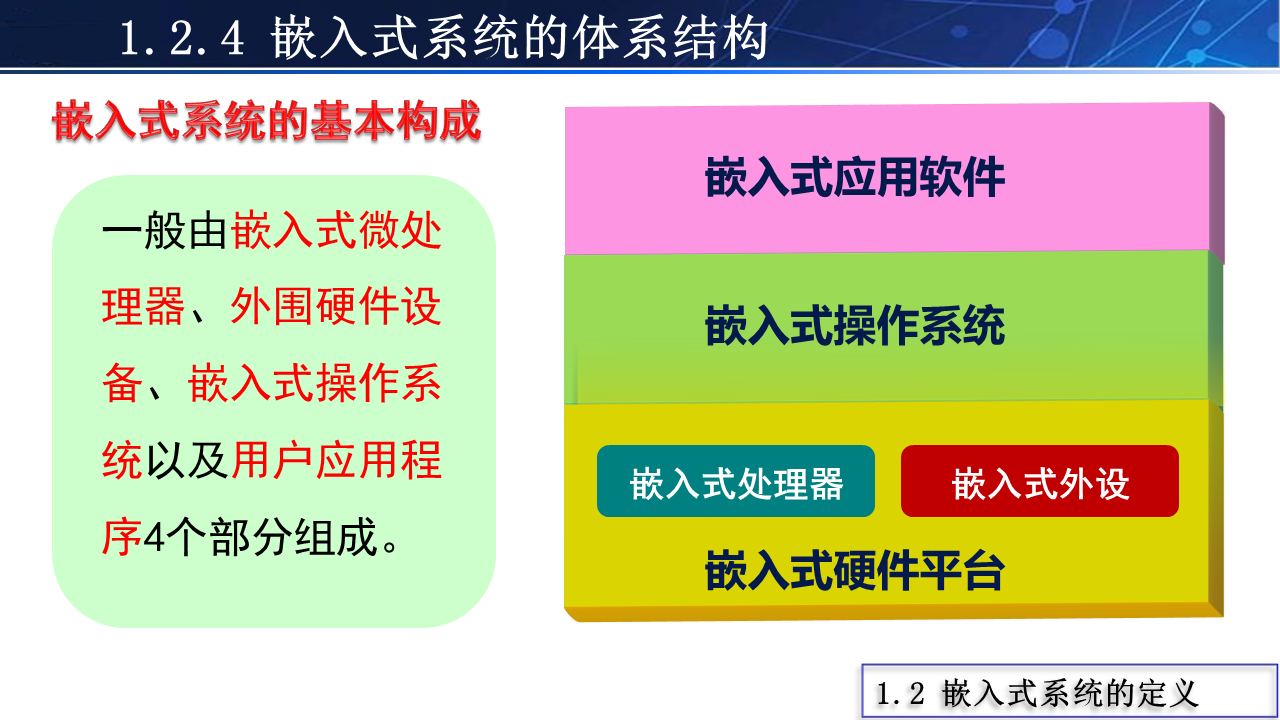 1.2.4 嵌入式系统的体系结构
嵌入式系统的基本构成
一般由嵌入式微处
理器、外围硬件设
备、嵌入式操作系
统以及用户应用程
序4个部分组成。
嵌入式应用软件
嵌入式操作系统
嵌入式处理器
嵌入式外设
嵌入式硬件平台
1.2 嵌入式系统的定义